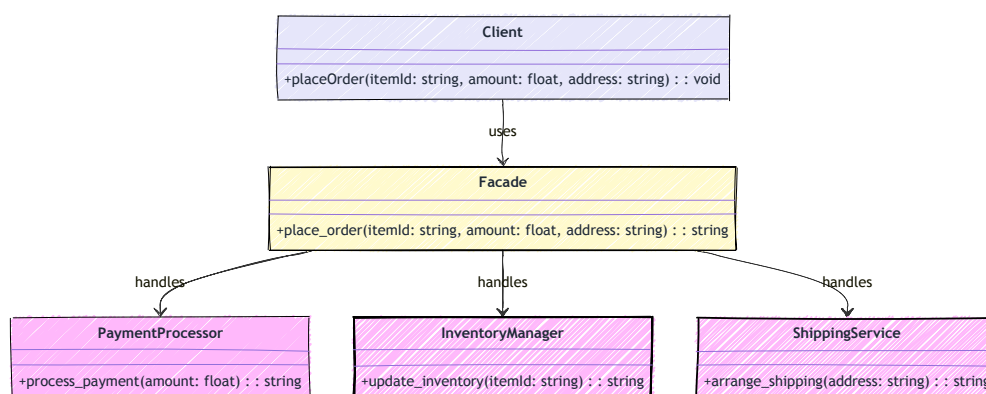 Client
+placeOrder(itemId: string, amount: float, address: string) : : void
uses
Facade
+place_order(itemId: string, amount: float, address: string) : : string
handles
handles
handles
PaymentProcessor
InventoryManager
ShippingService
+process_payment(amount: float) : : string
+update_inventory(itemId: string) : : string
+arrange_shipping(address: string) : : string